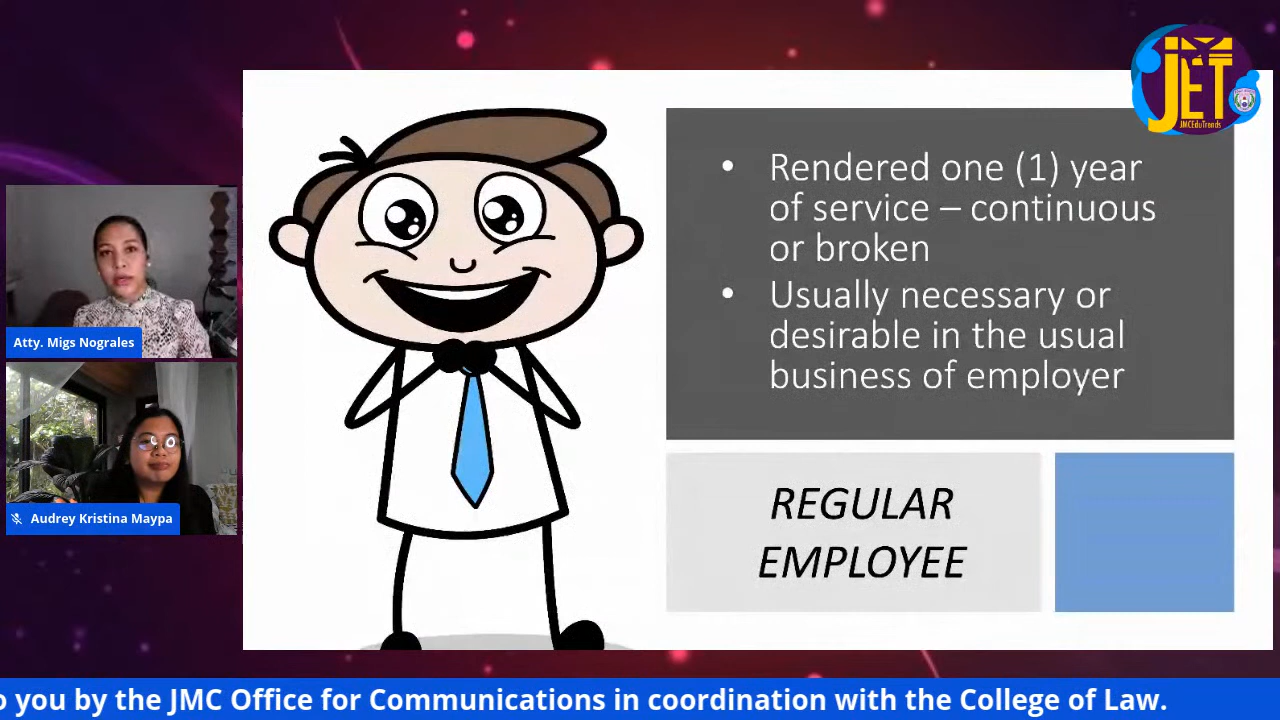 JET
JMCEduTrends
• Rendered one (1) year
of service – continuous
or broken
• Usually necessary or
desirable in the usual
business of employer
REGULAR
EMPLOYEE
Atty. Migs Nograles
Audrey Kristina Maypa
o you by the JMC Office for Communications in coordination with the College of Law.